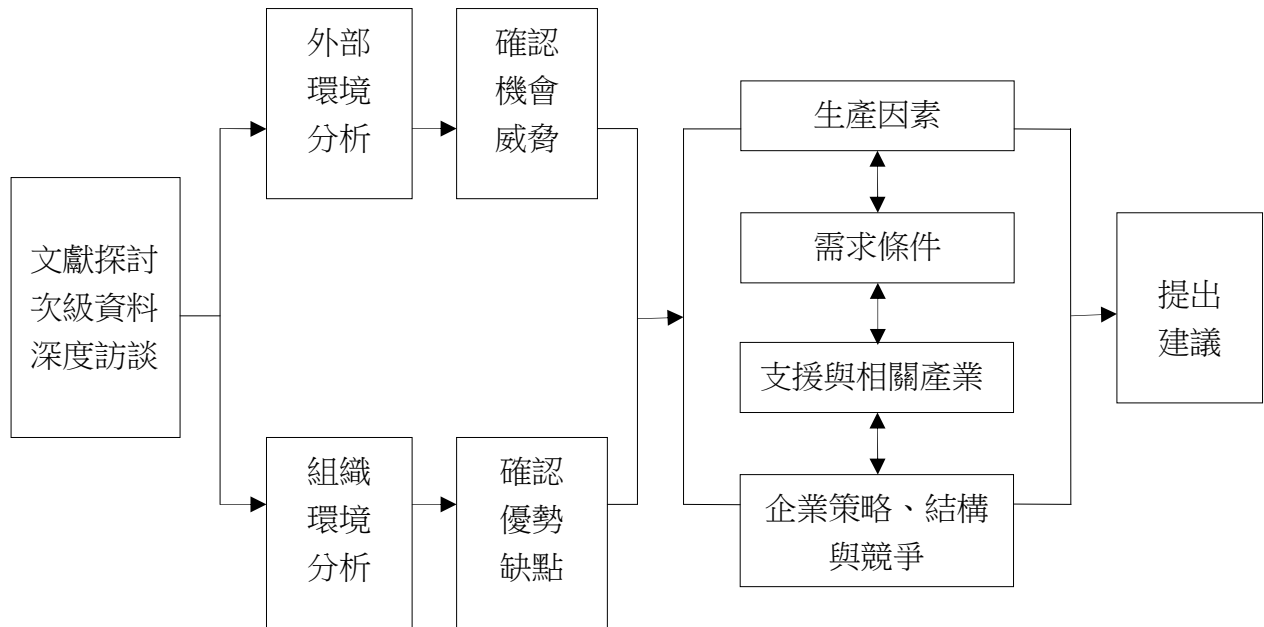 文獻探討
次級資料
深度訪談
外部
環境
分析
確認
機會
威脅
組織
環境
分析
確認
優勢
缺點
生產因素
需求條件
支援與相關產業
企業策略、結構
與競爭
提出
建議